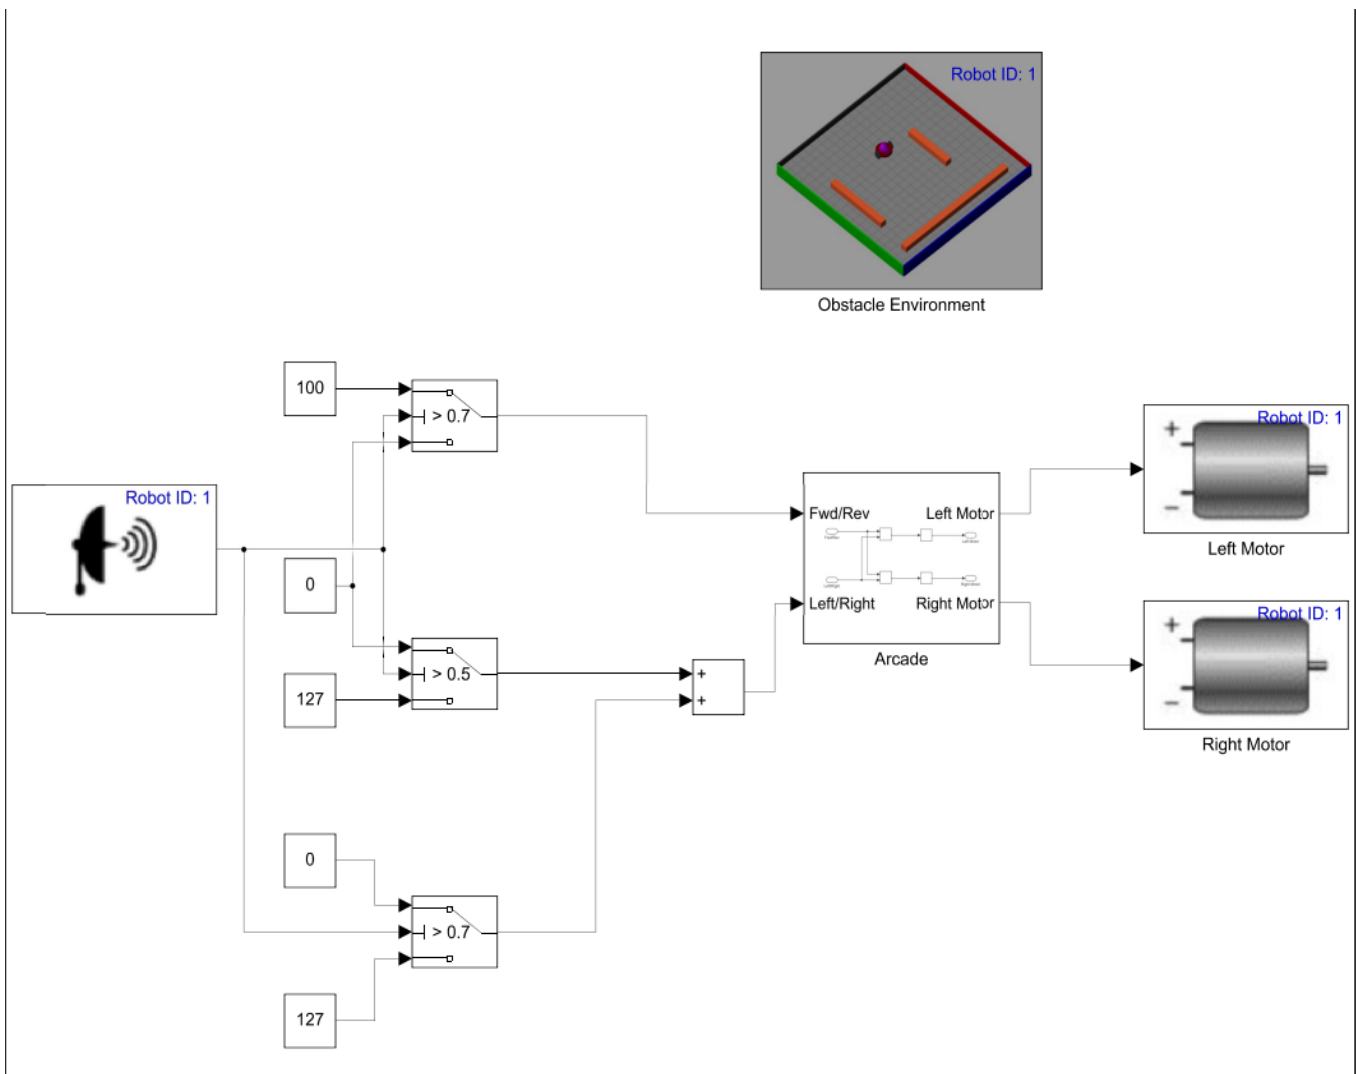 Robot ID: 1
Obstacle Environment
100
> 0.7
Robot ID: 1
0
127
> 0.5
+
+
Fwd/Rev
Left Motor
Left/Right
Right Motor
Arcade
Robot ID: 1
+
−
Left Motor
Robot ID: 1
+
−
Right Motor
0
> 0.7
127